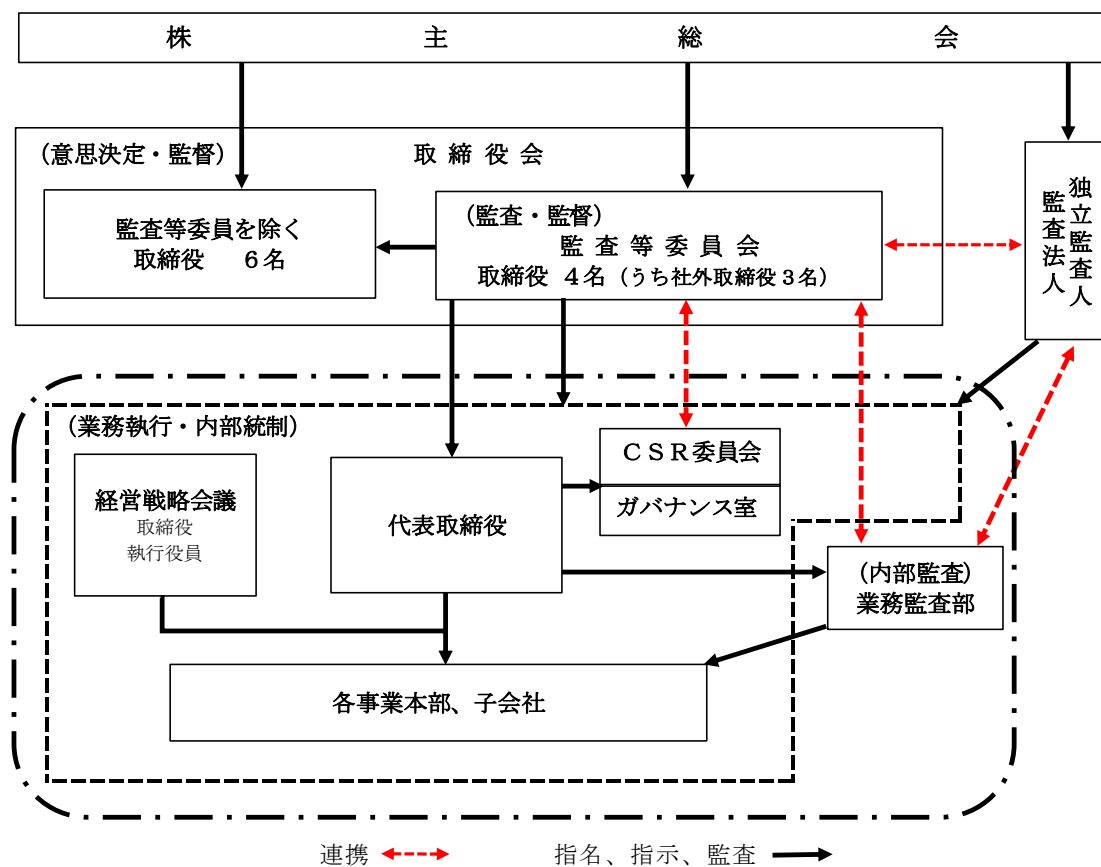 株主総会
(意思決定・監督)
取締役会
監査等委員を除く
取締役 6名
(監査・監督)
監査等委員会
取締役 4名(うち社外取締役3名)
独立監査人
監査法人
(業務執行・内部統制)
経営戦略会議
取締役
執行役員
代表取締役
CSR委員会
ガバナンス室
(内部監査)
業務監査部
各事業本部、子会社
連携
指名、指示、監査